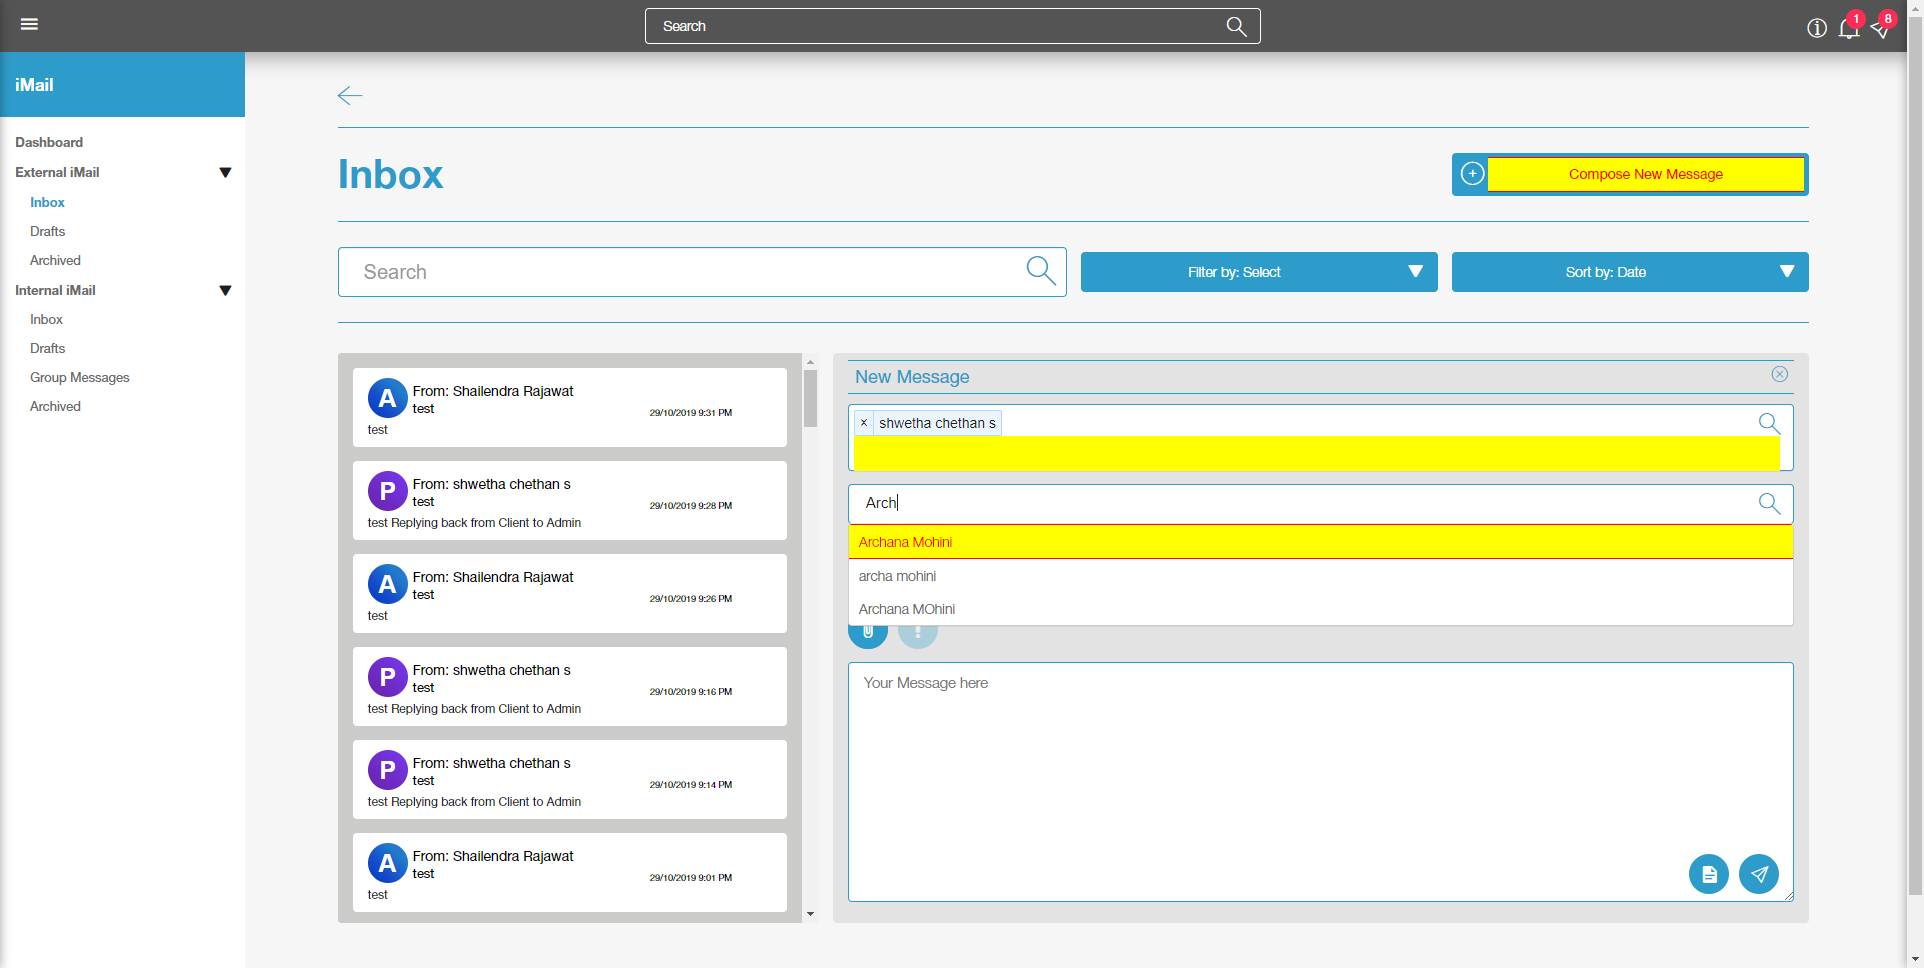 Search
1
8
iMail
Dashboard
External iMail
Inbox
Drafts
Archived
Internal iMail
Inbox
Drafts
Group Messages
Archived
Inbox
Compose New Message
Search
Filter by: Select
Sort by: Date
A
From: Shailendra Rajawat
test
29/10/2019 9:31 PM
test
P
From: shwetha chethan s
test
29/10/2019 9:28 PM
test Replying back from Client to Admin
A
From: Shailendra Rajawat
test
29/10/2019 9:26 PM
test
P
From: shwetha chethan s
test
29/10/2019 9:16 PM
test Replying back from Client to Admin
P
From: shwetha chethan s
test
29/10/2019 9:14 PM
test Replying back from Client to Admin
A
From: Shailendra Rajawat
test
29/10/2019 9:01 PM
test
New Message
x shwetha chethan s
Arch
Archana Mohini
archa mohini
Archana MOhini
Your Message here